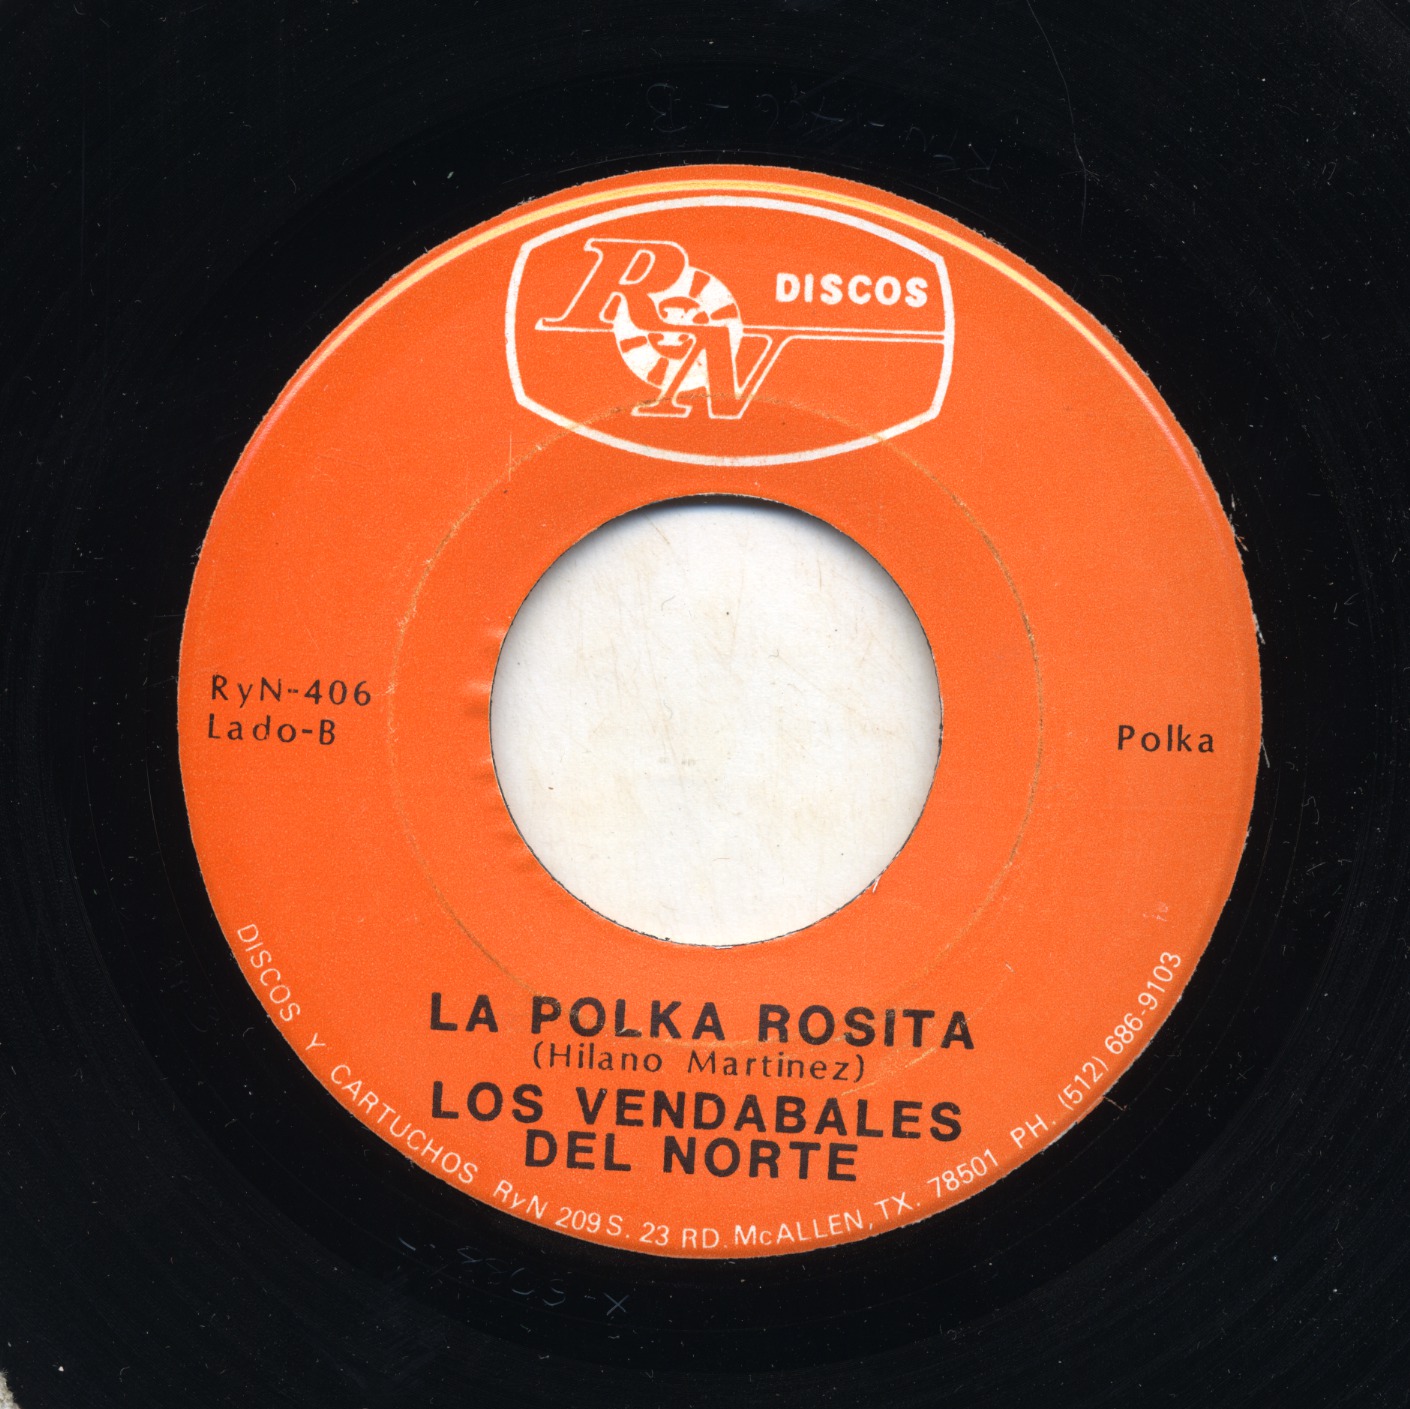 RyN DISCOS
RyN-406
Lado-B
Polka
LA POLKA ROSITA
(Hilano Martinez)
LOS VENDABALES
DEL NORTE
DISCOS Y CARTUCHOS RyN 209 S. 23 RD. McALLEN, TX. 78501 PH. (512) 686-9103